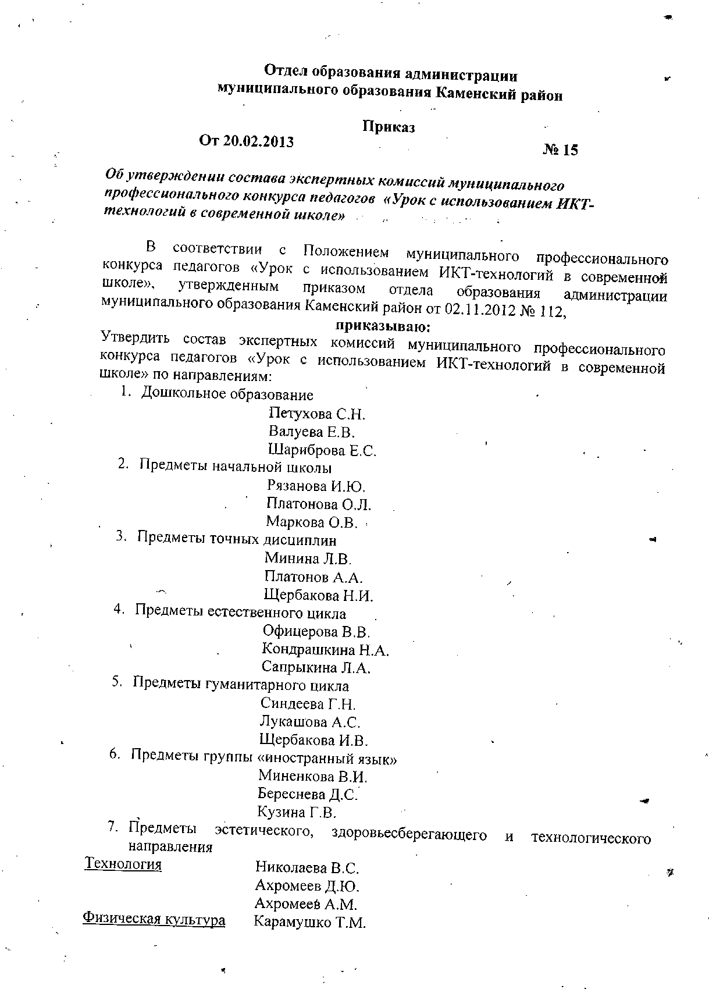 Отдел образования администрации
муниципального образования Каменский район
Приказ
От 20.02.2013 № 15
Об утверждении состава экспертных комиссий муниципального
профессионального конкурса педагогов «Урок с использованием ИКТ-
технологий в современной школе»
В соответствии с Положением муниципального профессионального
конкурса педагогов «Урок с использованием ИКТ-технологий в современной
школе», утвержденным приказом отдела образования администрации
муниципального образования Каменский район от 02.11.2012 № 112,
приказываю:
Утвердить состав экспертных комиссий муниципального профессионального
конкурса педагогов «Урок с использованием ИКТ-технологий в современной
школе» по направлениям:
1. Дошкольное образование
Петухова С.Н.
Валуева Е.В.
Шариброва Е.С.
2. Предметы начальной школы
Рязанова И.Ю.
Платонова О.Л.
Маркова О.В.
3. Предметы точных дисциплин
Минина Л.В.
Платонов А.А.
Щербакова Н.И.
4. Предметы естественного цикла
Офицерова В.В.
Кондрашкина Н.А.
Сапрыкина Л.А.
5. Предметы гуманитарного цикла
Синдеева Г.Н.
Лукашова А.С.
Щербакова И.В.
6. Предметы группы «иностранный язык»
Миненкова В.И.
Береснева Д.С.
Кузина Г.В.
7. Предметы эстетического, здоровьесберегающего и технологического
направления
Технология Николаева В.С.
Ахромеев Д.Ю.
Ахромеев А.М.
Физическая культура Карамушко Т.М.